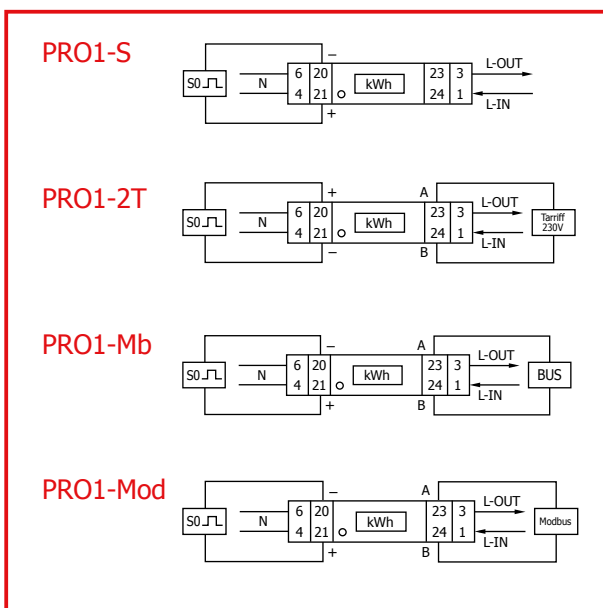 PRO1-S
−
S0
N
6 20
4 21
kWh
23 3
24 1
L-OUT
L-IN
+
PRO1-2T
+
A
S0
N
6 20
4 21
kWh
23 3
24 1
L-OUT
L-IN
Tarriff
230V
−
B
PRO1-Mb
−
A
S0
N
6 20
4 21
kWh
23 3
24 1
L-OUT
L-IN
BUS
+
B
PRO1-Mod
−
A
S0
N
6 20
4 21
kWh
23 3
24 1
L-OUT
L-IN
Modbus
+
B